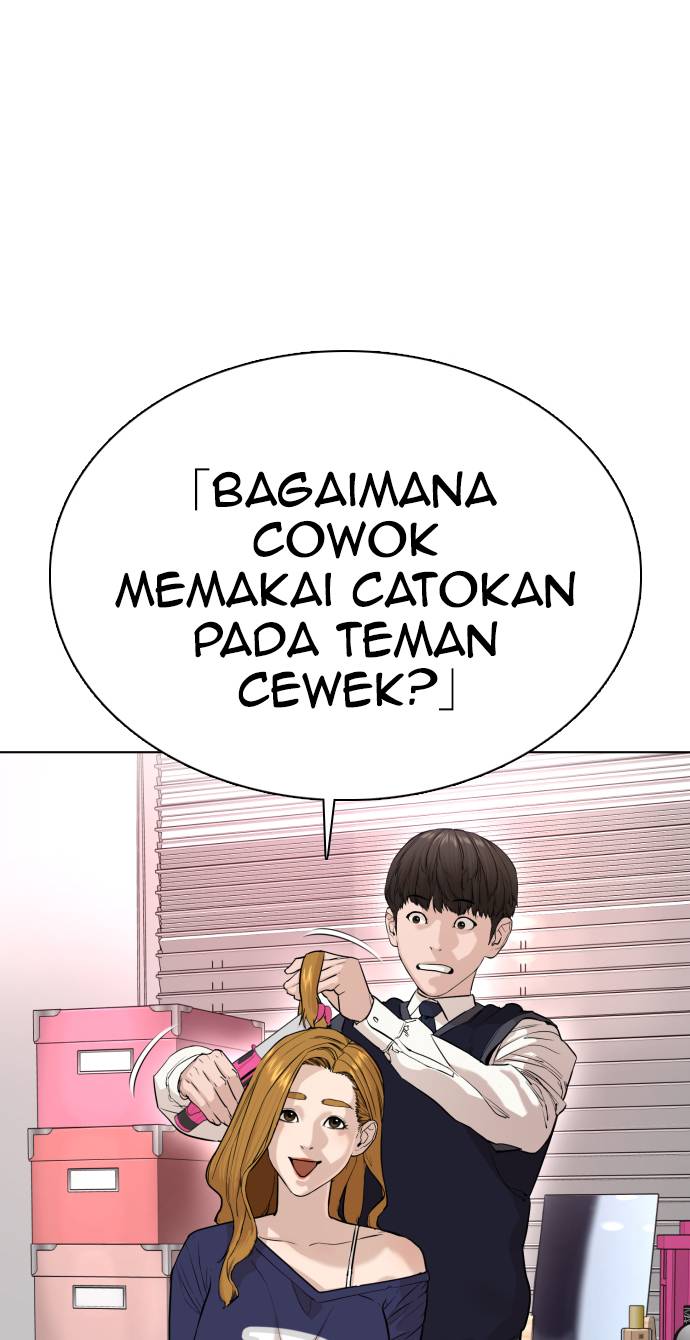 「BAGAIMANA
COWOK
MEMAKAI CATOKAN
PADA TEMAN
CEWEK?」